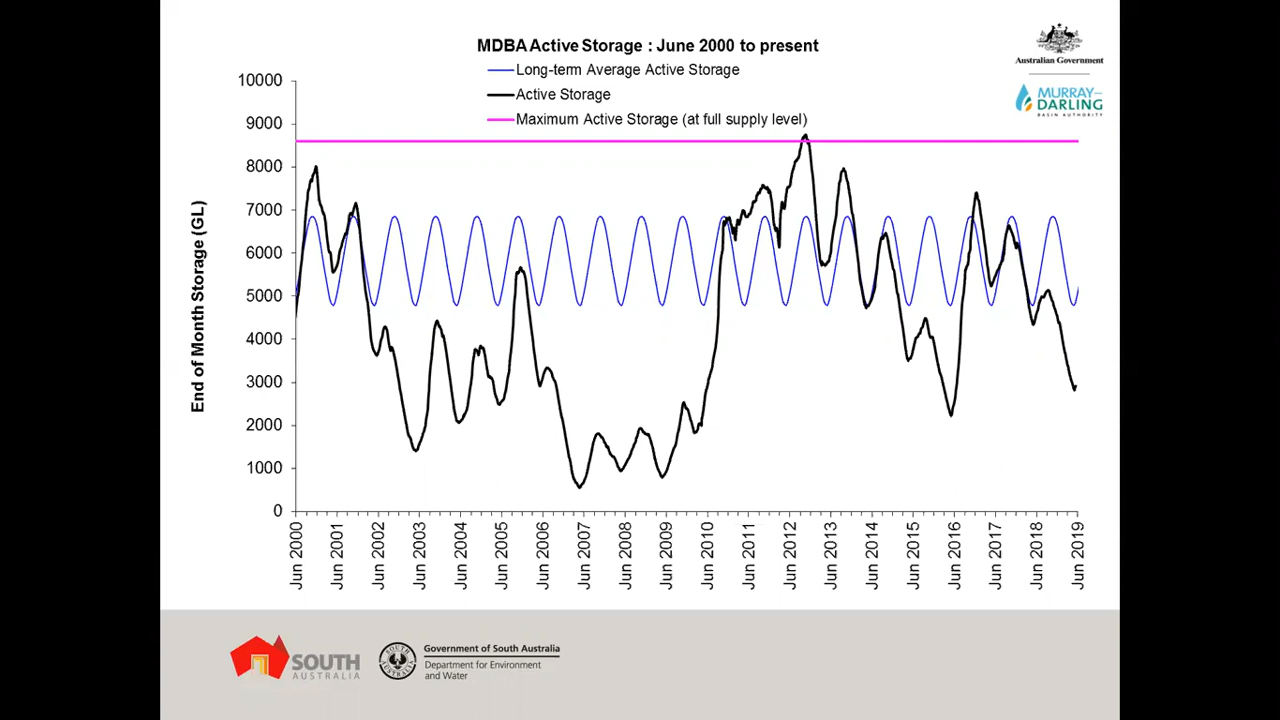 MDBA Active Storage : June 2000 to present
Long-term Average Active Storage
Active Storage
Maximum Active Storage (at full supply level)
Australian Government
MURRAY–
DARLING
BASIN AUTHORITY
End of Month Storage (GL)
10000
9000
8000
7000
6000
5000
4000
3000
2000
1000
0
Jun 2000
Jun 2001
Jun 2002
Jun 2003
Jun 2004
Jun 2005
Jun 2006
Jun 2007
Jun 2008
Jun 2009
Jun 2010
Jun 2011
Jun 2012
Jun 2013
Jun 2014
Jun 2015
Jun 2016
Jun 2017
Jun 2018
Jun 2019
SOUTH
AUSTRALIA
Government of South Australia
Department for Environment
and Water